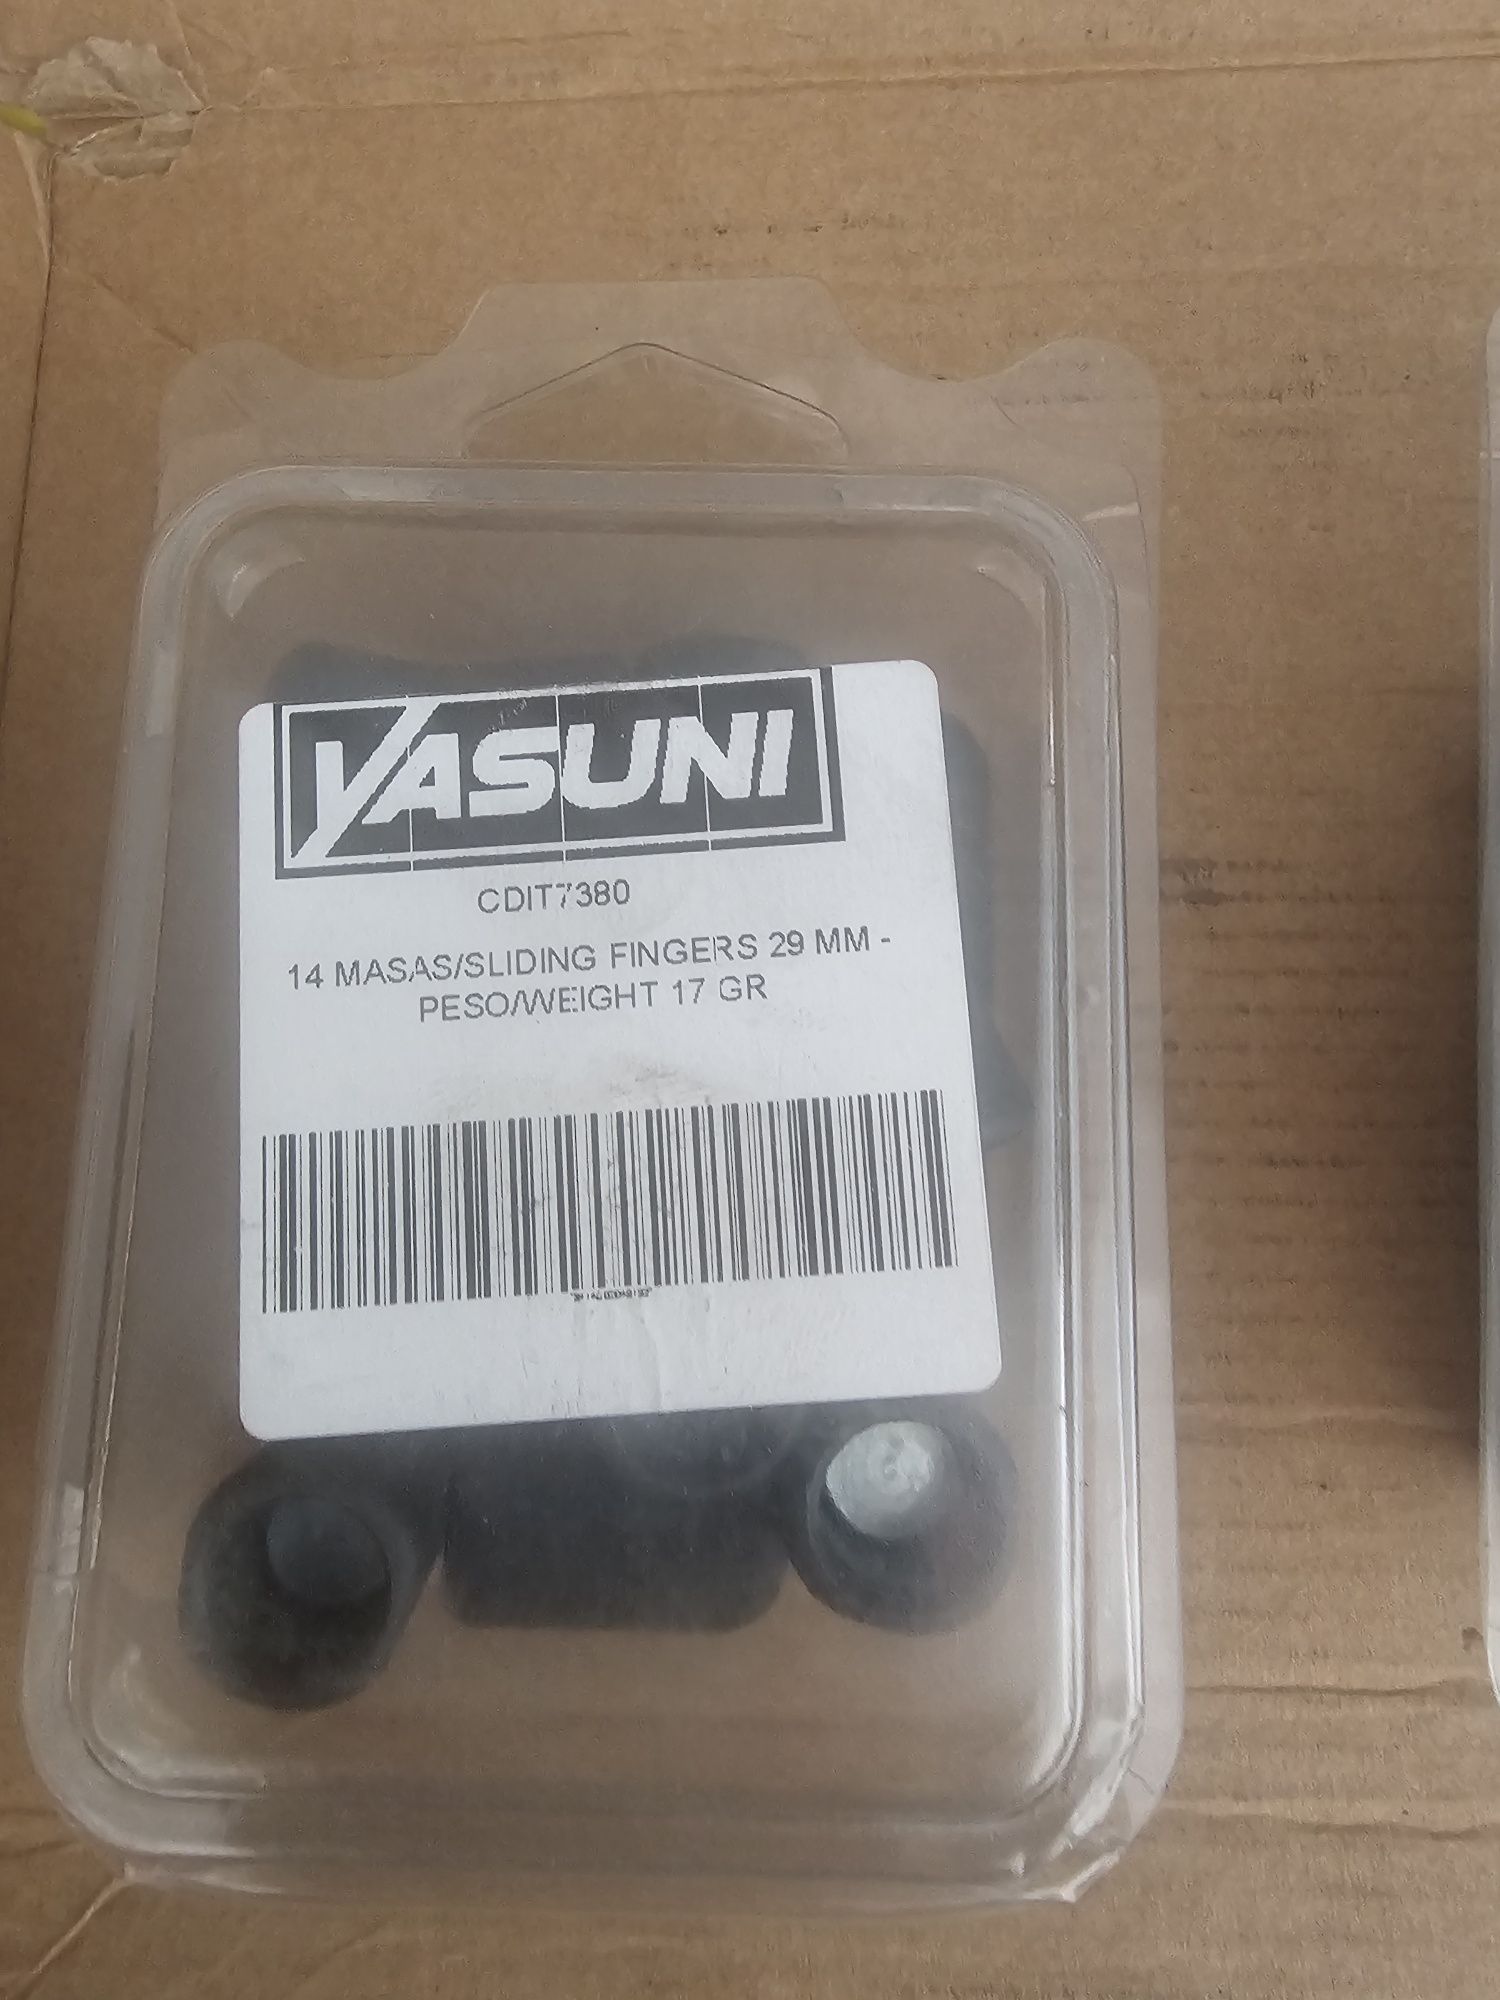 YASUNI
CDIT7380
14 MASAS/SLIDING FINGERS 29 MM -
PESO/WEIGHT 17 GR